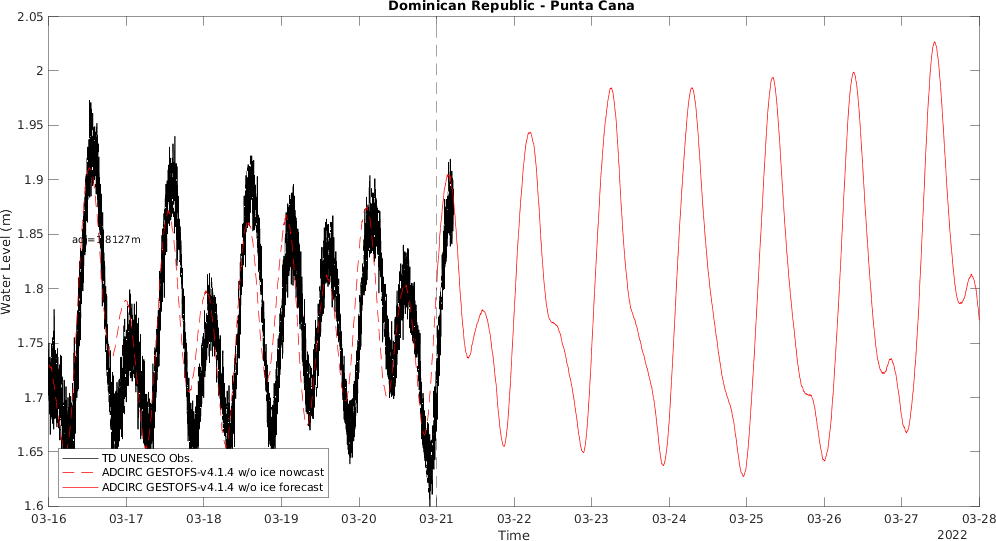 Dominican Republic - Punta Cana
2.05
2
1.95
1.9
1.85
1.8
1.75
1.7
1.65
1.6
Water Level (m)
adj=1.8127m
TD UNESCO Obs.
ADCIRC GESTOFS-v4.1.4 w/o ice nowcast
ADCIRC GESTOFS-v4.1.4 w/o ice forecast
03-16 03-17 03-18 03-19 03-20 03-21 03-22 03-23 03-24 03-25 03-26 03-27 03-28
Time
2022